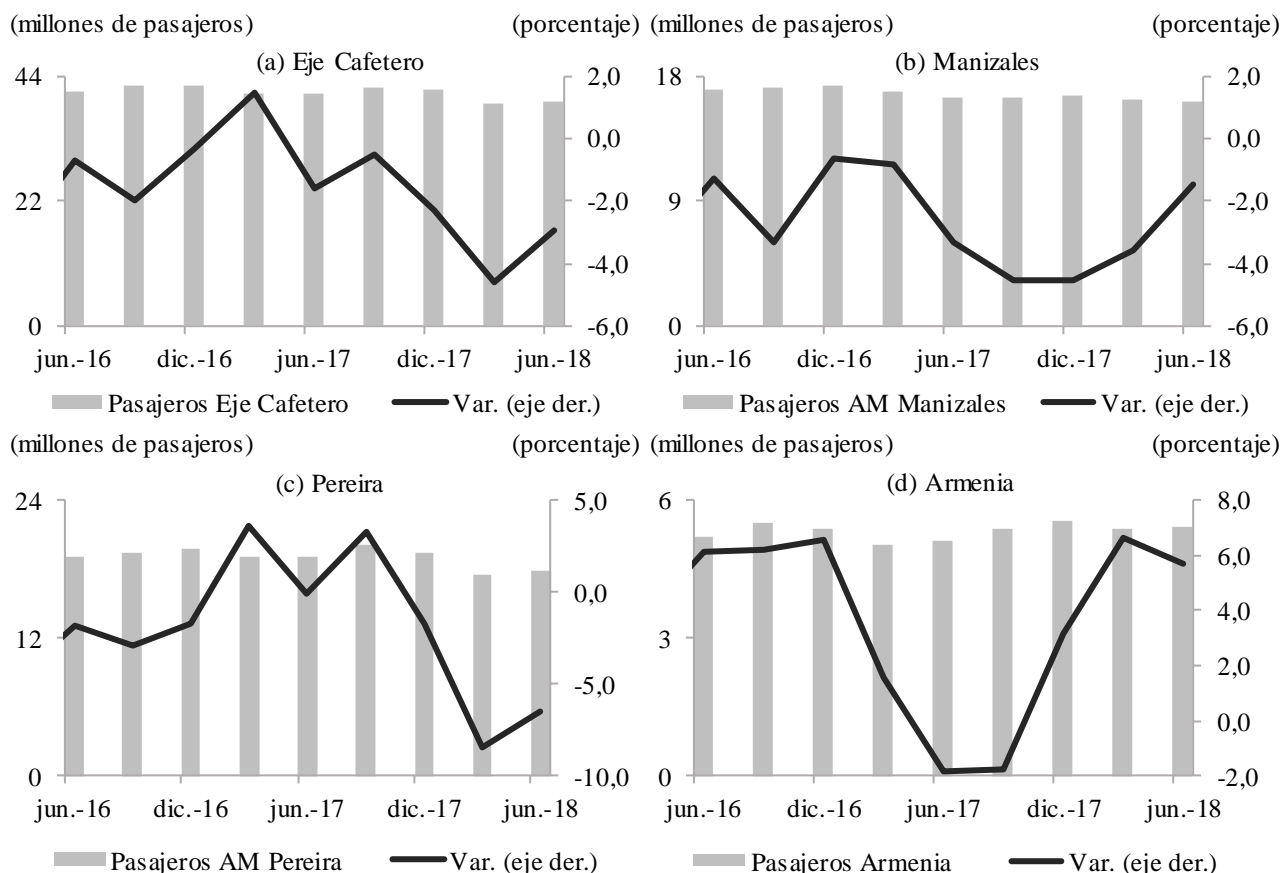 (millones de pasajeros) (porcentaje)
(a) Eje Cafetero
44 2,0
0,0
22 -2,0
-4,0
0 -6,0
jun.-16 dic.-16 jun.-17 dic.-17 jun.-18
Pasajeros Eje Cafetero Var. (eje der.)
(millones de pasajeros) (porcentaje)
(b) Manizales
18 2,0
0,0
9 -2,0
-4,0
0 -6,0
jun.-16 dic.-16 jun.-17 dic.-17 jun.-18
Pasajeros AM Manizales Var. (eje der.)
(millones de pasajeros) (porcentaje)
(c) Pereira
24 5,0
0,0
12
-5,0
0 -10,0
jun.-16 dic.-16 jun.-17 dic.-17 jun.-18
Pasajeros AM Pereira Var. (eje der.)
(millones de pasajeros) (porcentaje)
(d) Armenia
6 8,0
6,0
4,0
3
2,0
0,0
0 -2,0
jun.-16 dic.-16 jun.-17 dic.-17 jun.-18
Pasajeros Armenia Var. (eje der.)